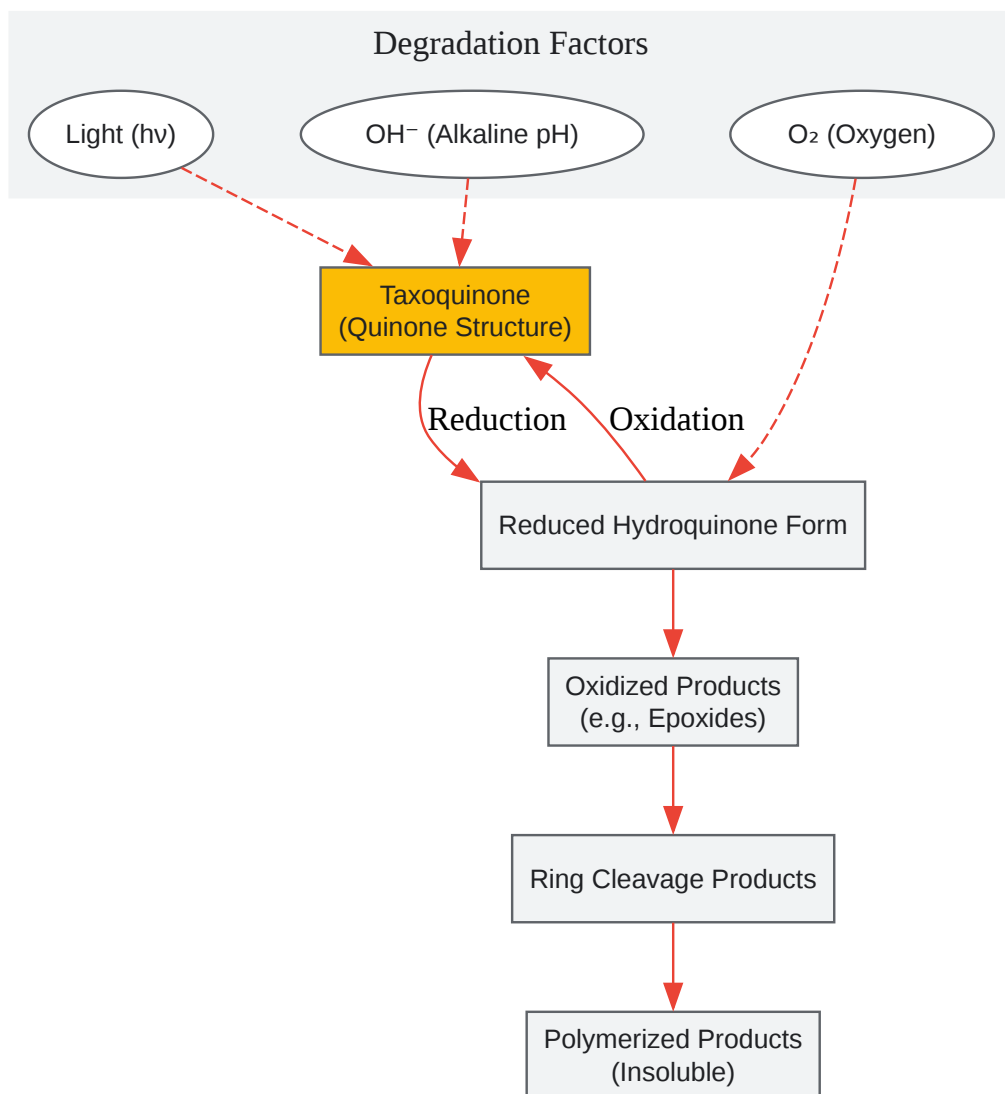 Degradation Factors
Light (hν)
OH⁻ (Alkaline pH)
O₂ (Oxygen)
Taxoquinone
(Quinone Structure)
Reduction
Oxidation
Reduced Hydroquinone Form
Oxidized Products
(e.g., Epoxides)
Ring Cleavage Products
Polymerized Products
(Insoluble)